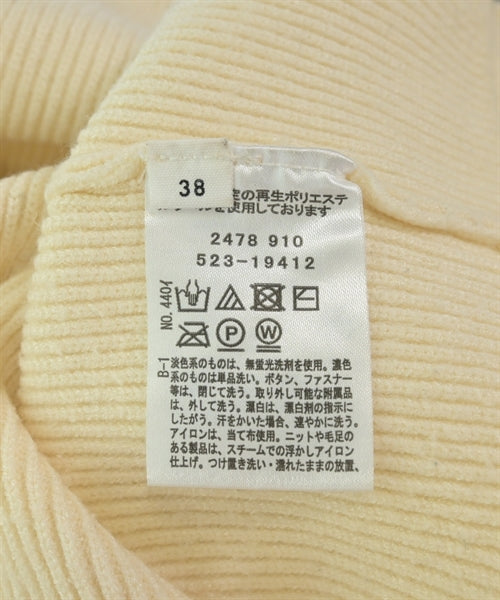 38
定の再生ポリエステ
を使用しております
2478 910
523-19412
NO. 4404
P
W
B-1
淡色系のものは、無蛍光洗剤を使用。濃色
系のものは単品洗い。ボタン、ファスナー
等は、閉じて洗う。取り外し可能な附属品
は、外して洗う。漂白は、漂白剤の指示に
したがう。汗をかいた場合、速やかに洗う。
アイロンは、当て布使用。ニットや毛足の
ある製品は、スチームでの浮かしアイロン
仕上げ。つけ置き洗い・濡れたままの放置、